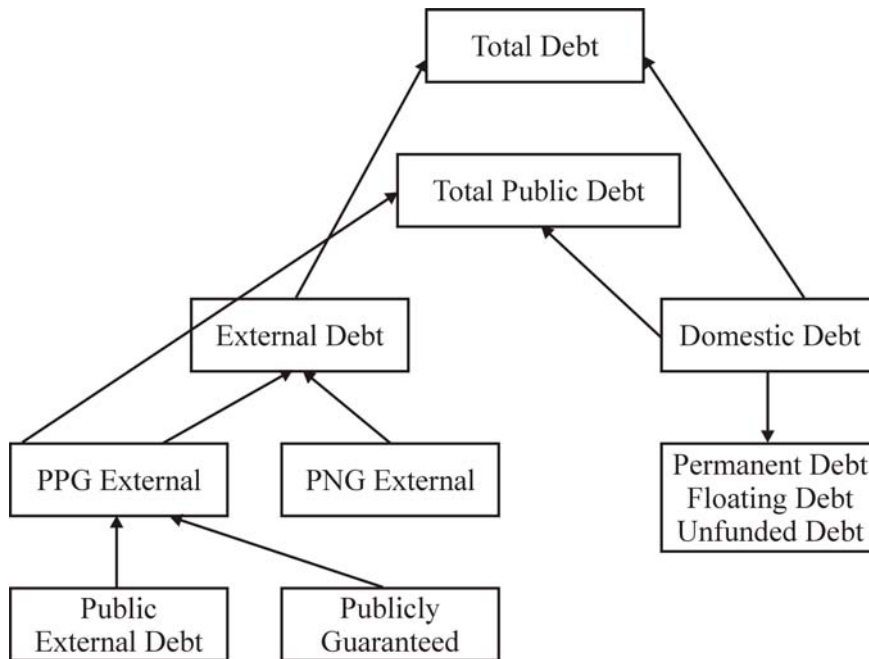 Total Debt
Total Public Debt
External Debt
Domestic Debt
PPG External
PNG External
Permanent Debt
Floating Debt
Unfunded Debt
Public
External Debt
Publicly
Guaranteed